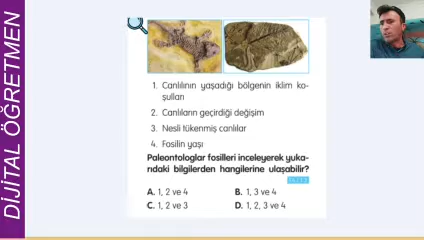 DİJİTAL ÖĞRETMEN
1. Canlılının yaşadığı bölgenin iklim ko-
şulları
2. Canlıların geçirdiği değişim
3. Nesli tükenmiş canlılar
4. Fosilin yaşı
Paleontologlar fosilleri inceleyerek yuka-
rıdaki bilgilerden hangilerine ulaşabilir?
A. 1, 2 ve 4
B. 1, 3 ve 4
C. 1, 2 ve 3
D. 1, 2, 3 ve 4